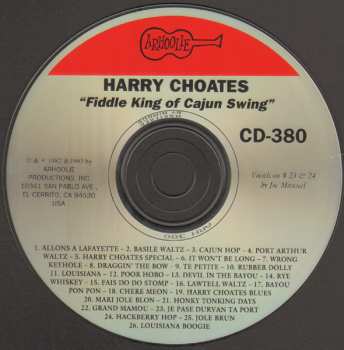 ARHOOLIE
HARRY CHOATES
"Fiddle King of Cajun Swing"
CD-380
© & ℗ 1982 & 1993 by
ARHOOLIE
PRODUCTIONS, INC.
10341 SAN PABLO AVE.,
EL CERRITO, CA 94530
USA
Vocals on # 23 & 24
by Joe Manuel
1. ALLONS A LAFAYETTE - 2. BASILE WALTZ - 3. CAJUN HOP - 4. PORT ARTHUR
WALTZ - 5. HARRY CHOATES SPECIAL - 6. IT WON'T BE LONG - 7. WRONG
KEYHOLE - 8. DRAGGIN' THE BOW - 9. TE PETITE - 10. RUBBER DOLLY
11. LOUISIANA - 12. POOR HOBO - 13. DEVIL IN THE BAYOU - 14. RYE
WHISKEY - 15. FAIS DO DO STOMP - 16. LAWTELL WALTZ - 17. BAYOU
PON PON - 18. CHERE MEON - 19. HARRY CHOATES BLUES
20. MARI JOLE BLON - 21. HONKY TONKING DAYS
22. GRAND MAMOU - 23. JE PASE DURVAN TA PORT
24. HACKBERRY HOP - 25. JOLE BRUN
26. LOUISIANA BOOGIE